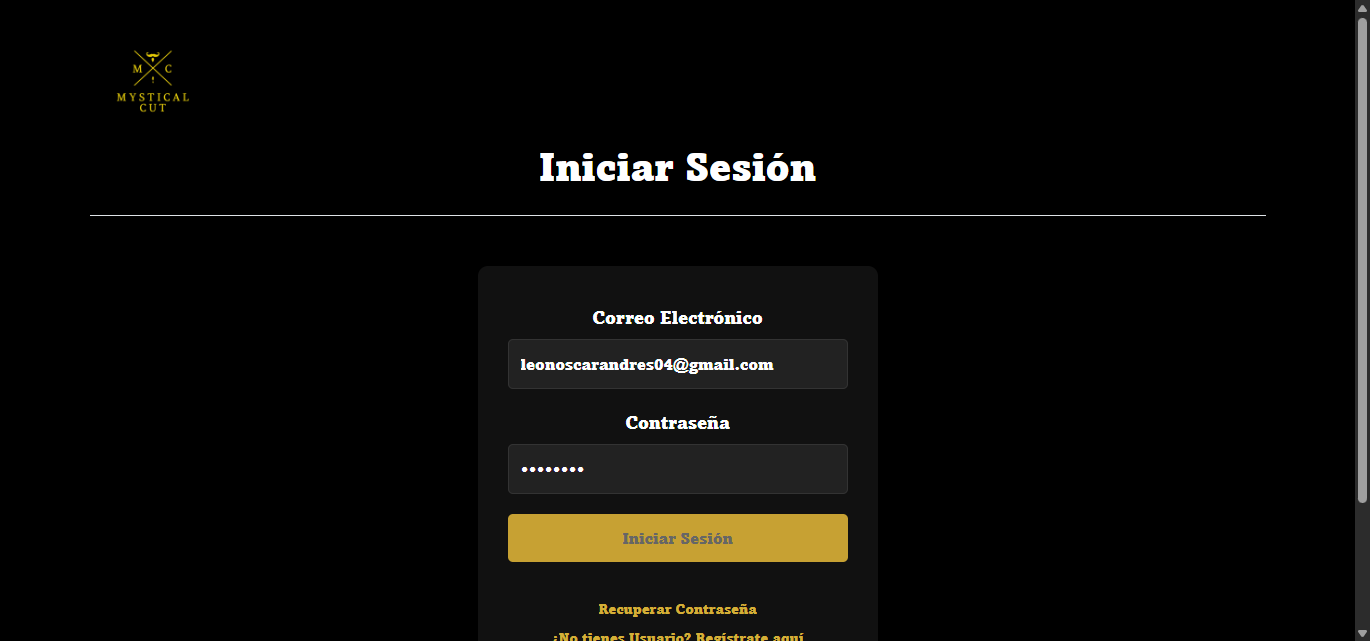 M C
MYSTICAL
CUT
Iniciar Sesión
Correo Electrónico
leonoscarandres04@gmail.com
Contraseña
••••••••
Iniciar Sesión
Recuperar Contraseña
¿No tienes Usuario? Regístrate aquí